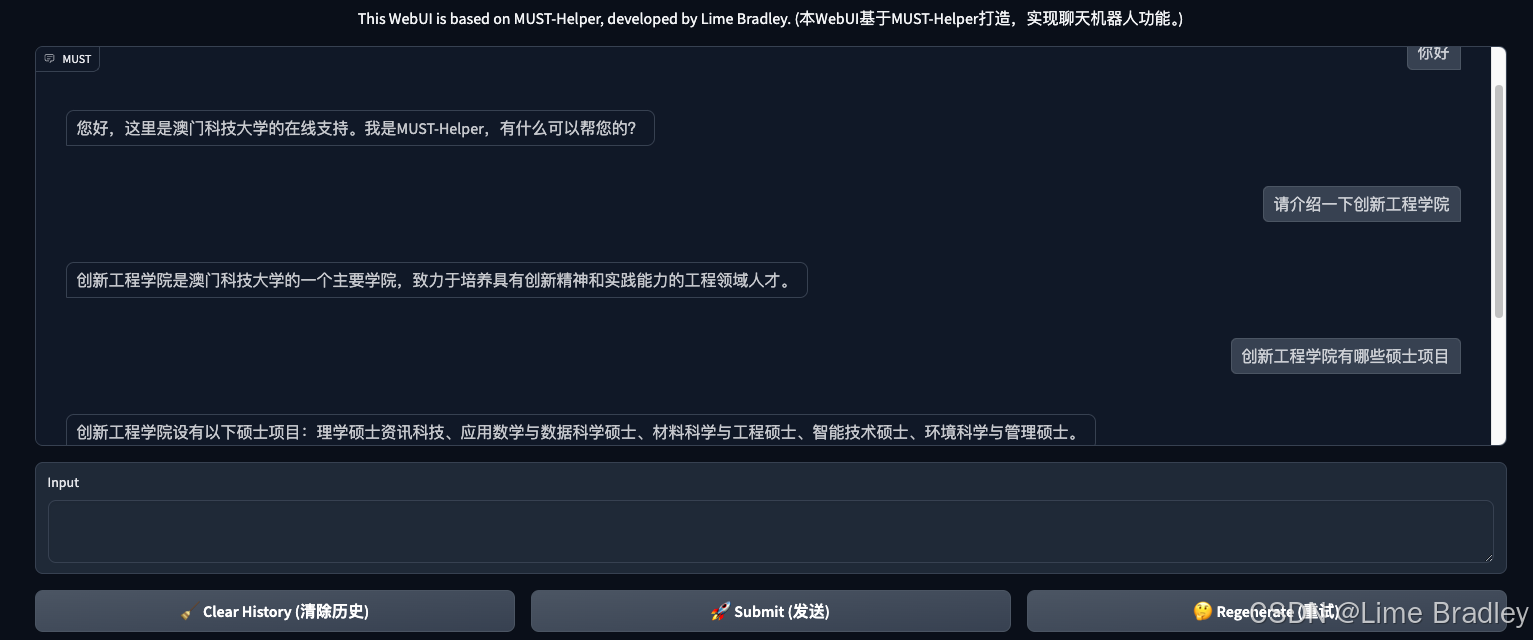 This WebUI is based on MUST-Helper, developed by Lime Bradley. (本WebUI基于MUST-Helper打造，实现聊天机器人功能。)
MUST
你好
您好，这里是澳门科技大学的在线支持。我是MUST-Helper，有什么可以帮您的？
请介绍一下创新工程学院
创新工程学院是澳门科技大学的一个主要学院，致力于培养具有创新精神和实践能力的工程领域人才。
创新工程学院有哪些硕士项目
创新工程学院设有以下硕士项目：理学硕士资讯科技、应用数学与数据科学硕士、材料科学与工程硕士、智能技术硕士、环境科学与管理硕士。
Input
🧹 Clear History (清除历史)
🚀 Submit (发送)
🤔 Regenerate (重试)
CSDN @Lime Bradley